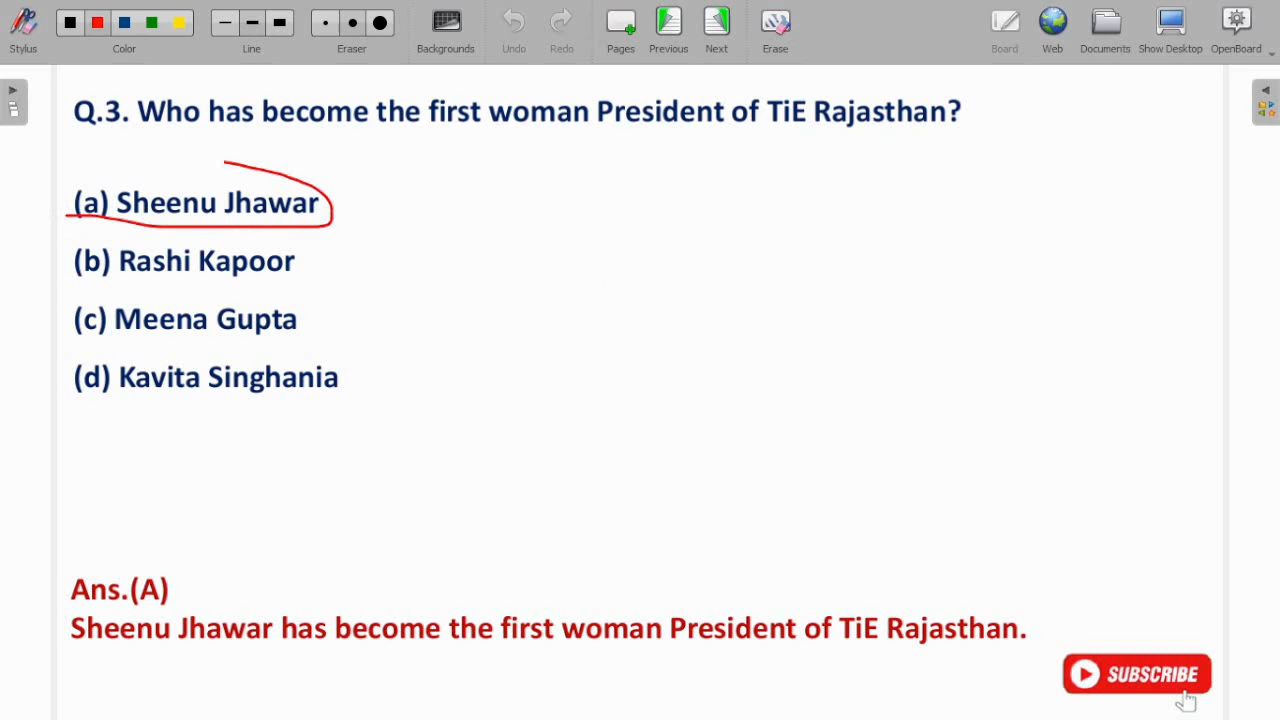 Stylus Color Line Eraser Backgrounds Undo Redo Pages Previous Next Erase Board Web Documents Show Desktop OpenBoard
Q.3. Who has become the first woman President of TiE Rajasthan?
(a) Sheenu Jhawar
(b) Rashi Kapoor
(c) Meena Gupta
(d) Kavita Singhania
Ans.(A)
Sheenu Jhawar has become the first woman President of TiE Rajasthan.
SUBSCRIBE